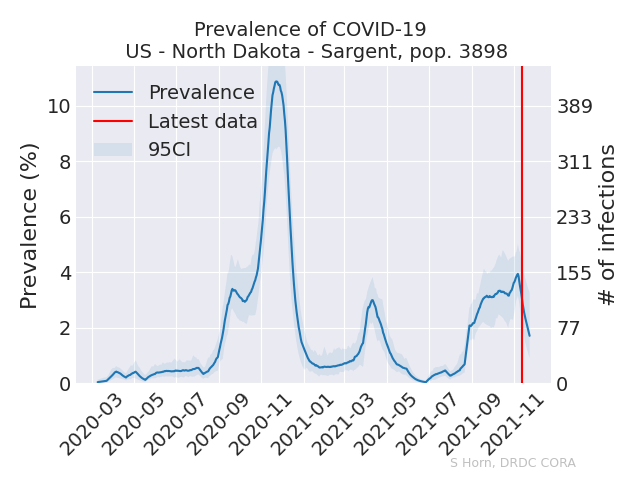 Prevalence of COVID-19
US - North Dakota - Sargent, pop. 3898
Prevalence
Latest data
95CI
Prevalence (%)
10
8
6
4
2
0
389
311
233
155
77
0
# of infections
2020-03
2020-05
2020-07
2020-09
2020-11
2021-01
2021-03
2021-05
2021-07
2021-09
2021-11
S Horn, DRDC CORA